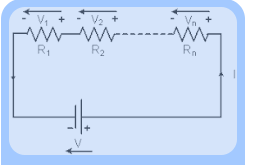 - V1 + - V2 + - Vn +
R1 R2 Rn
I
- +
V